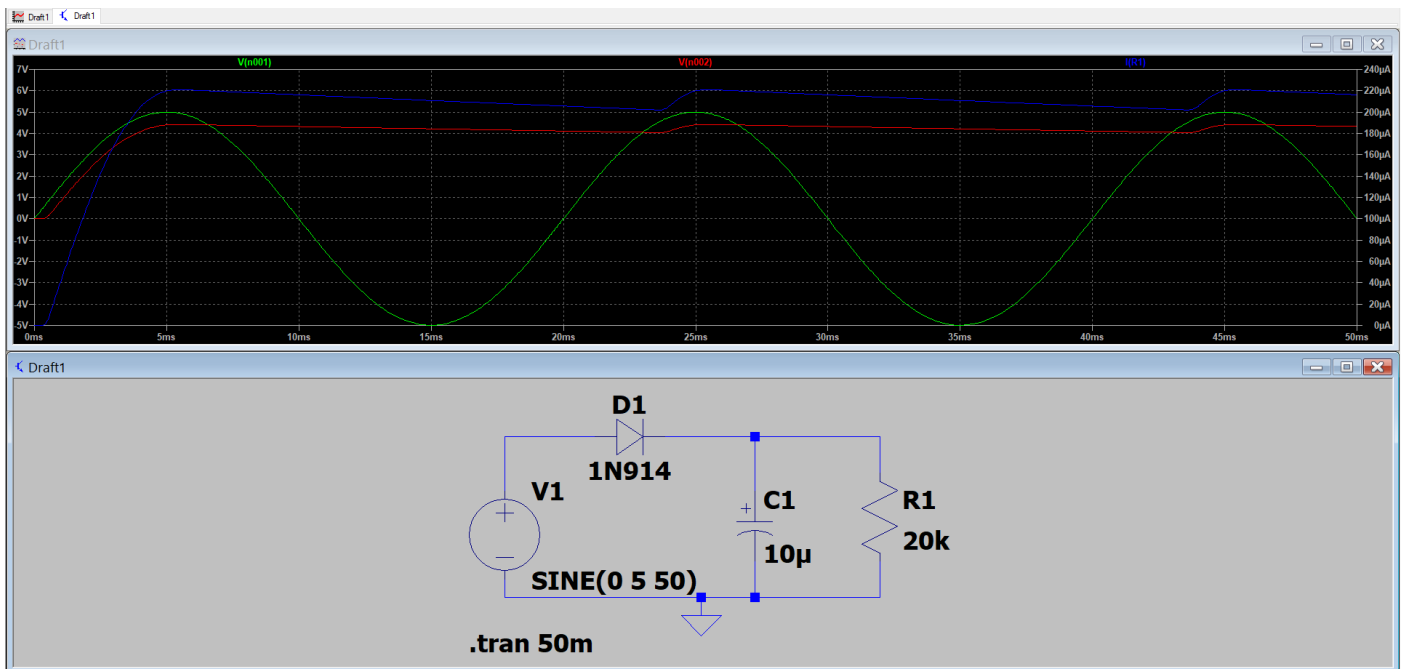 Draft1 Draft1
Draft1
V(n001) V(n002) I(R1)
7V 240µA
6V 220µA
5V 200µA
4V 180µA
3V 160µA
2V 140µA
1V 120µA
0V 100µA
-1V 80µA
-2V 60µA
-3V 40µA
-4V 20µA
-5V 0µA
0ms 5ms 10ms 15ms 20ms 25ms 30ms 35ms 40ms 45ms 50ms
Draft1
D1
1N914
V1
C1
R1
10µ
20k
SINE(0 5 50)
.tran 50m